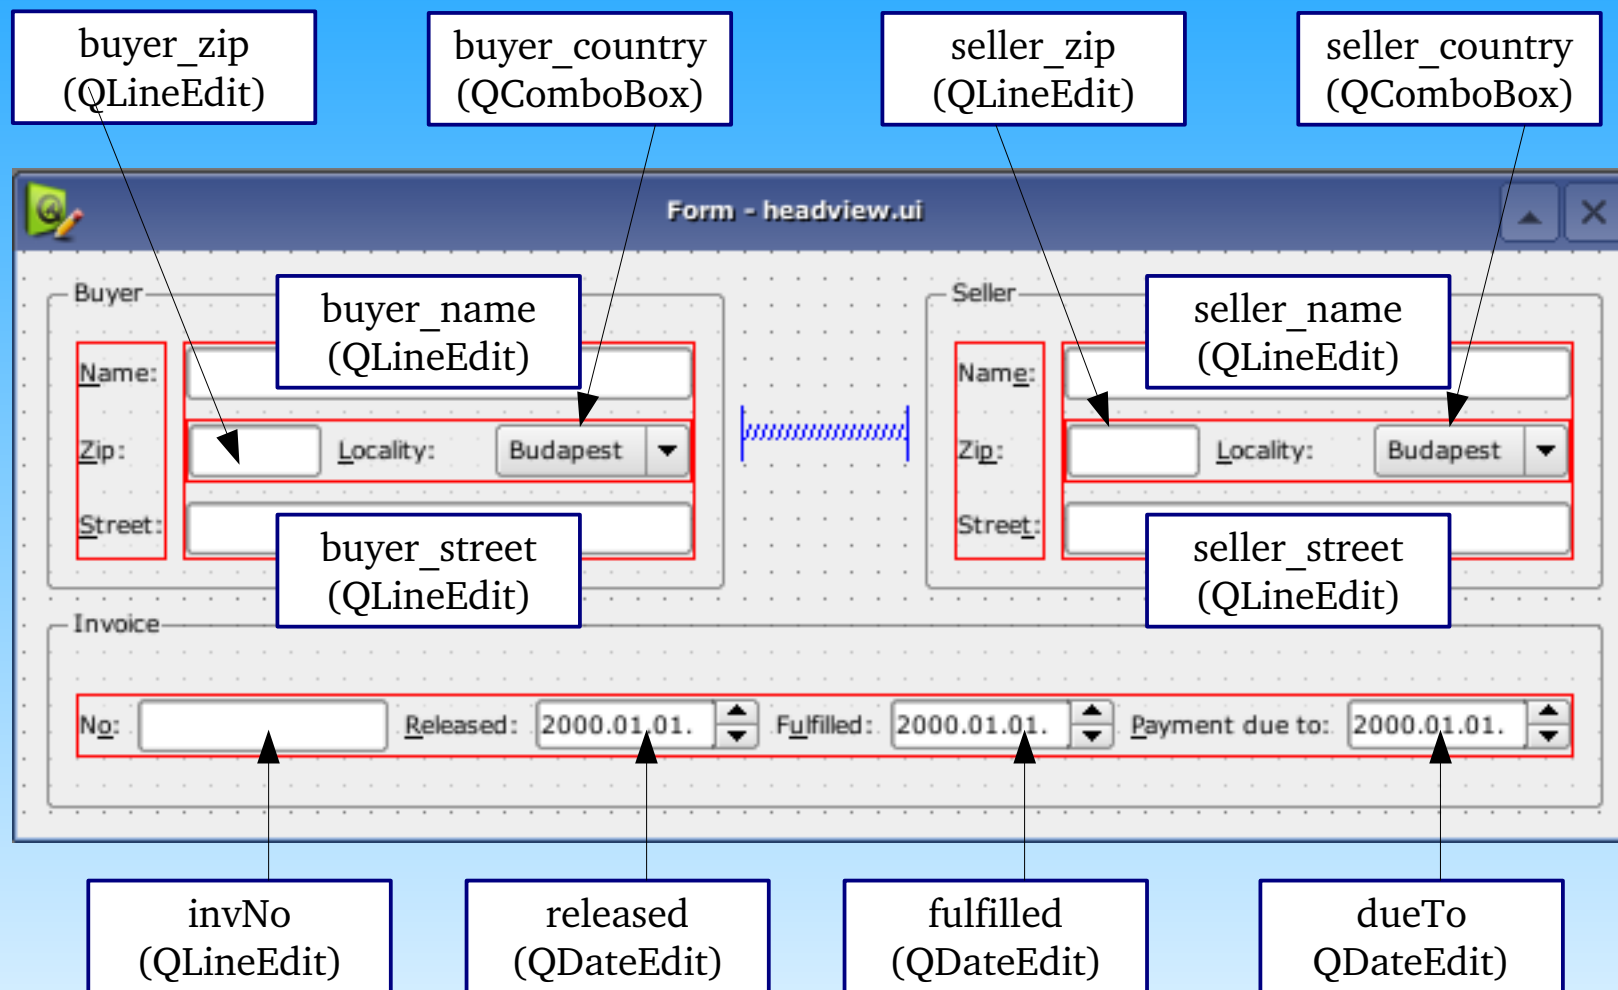 buyer_zip
(QLineEdit)
buyer_country
(QComboBox)
seller_zip
(QLineEdit)
seller_country
(QComboBox)
Form - headview.ui
Buyer
buyer_name
(QLineEdit)
Name:
Zip:
Locality:
Budapest
Street:
buyer_street
(QLineEdit)
Seller
seller_name
(QLineEdit)
Name:
Zip:
Locality:
Budapest
Street:
seller_street
(QLineEdit)
Invoice
No: Released: 2000.01.01. Fulfilled: 2000.01.01. Payment due to: 2000.01.01.
invNo
(QLineEdit)
released
(QDateEdit)
fulfilled
(QDateEdit)
dueTo
QDateEdit)